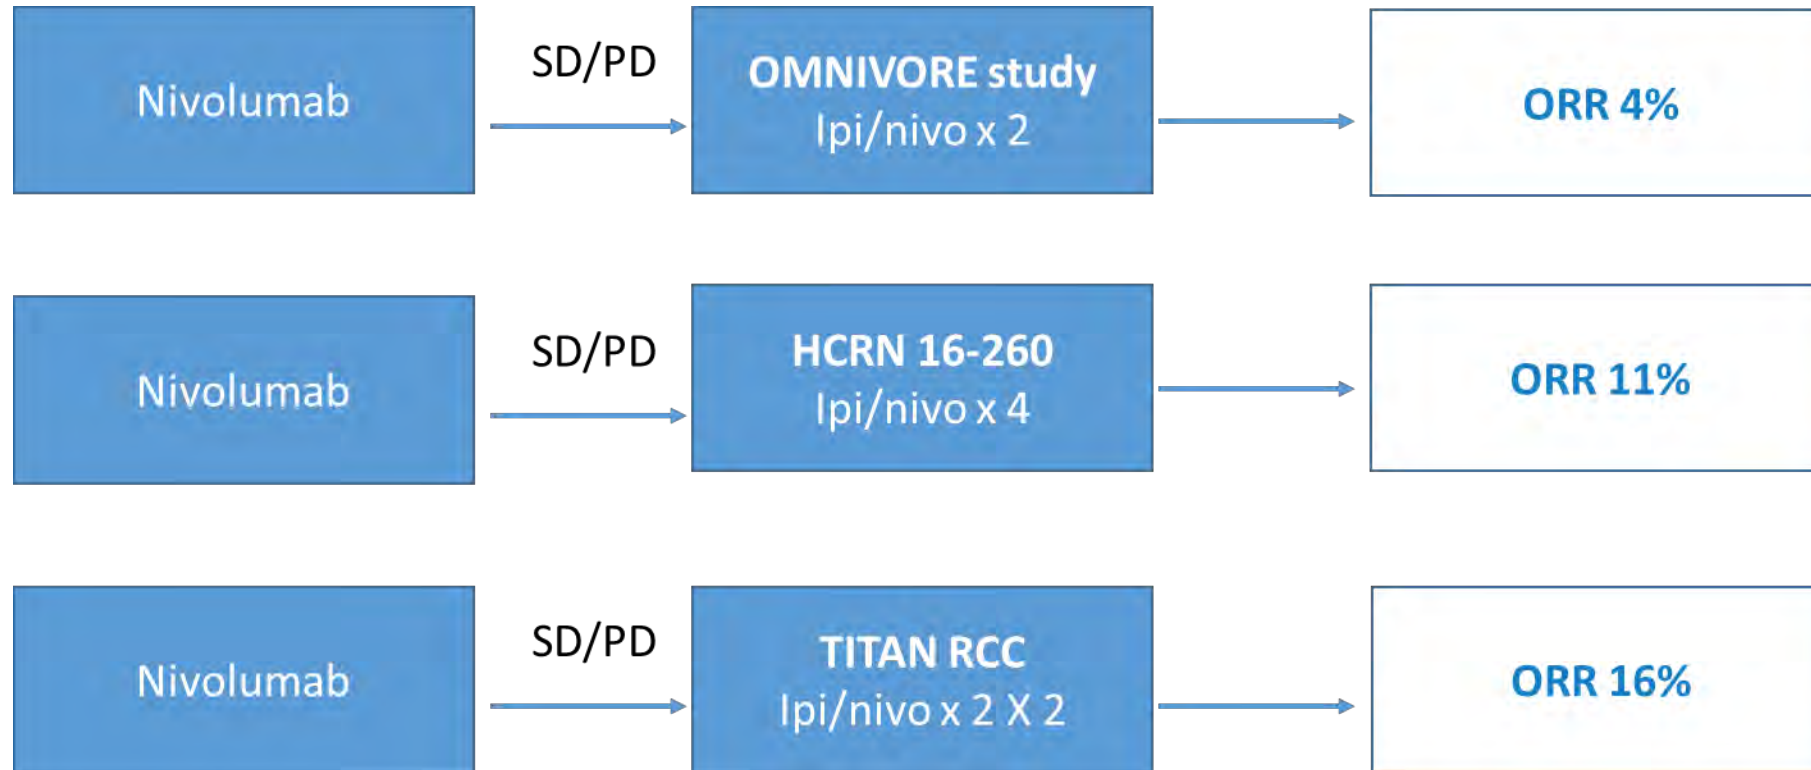 Nivolumab
SD/PD
OMNIVORE study
Ipi/nivo x 2
ORR 4%
Nivolumab
SD/PD
HCRN 16-260
Ipi/nivo x 4
ORR 11%
Nivolumab
SD/PD
TITAN RCC
Ipi/nivo x 2 X 2
ORR 16%